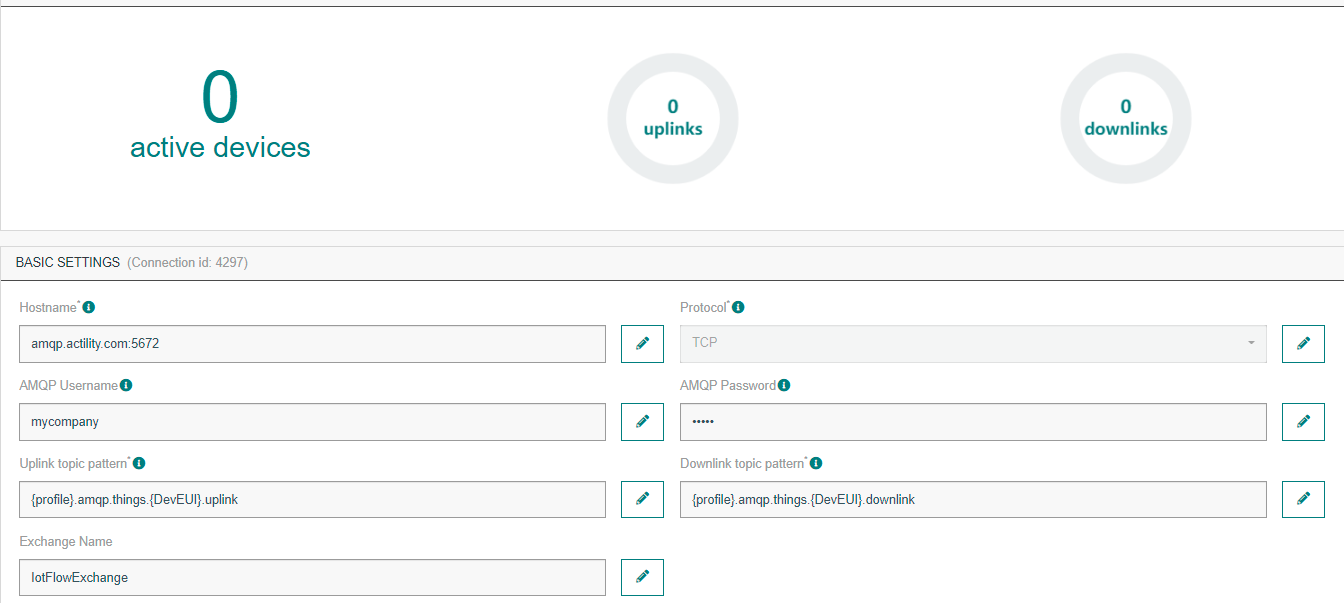 0
active devices
0
uplinks
0
downlinks
BASIC SETTINGS (Connection id: 4297)
Hostname*
Protocol*
amqp.actility.com:5672
TCP
AMQP Username
AMQP Password
mycompany
•••••
Uplink topic pattern*
Downlink topic pattern*
{profile}.amqp.things.{DevEUI}.uplink
{profile}.amqp.things.{DevEUI}.downlink
Exchange Name
IotFlowExchange